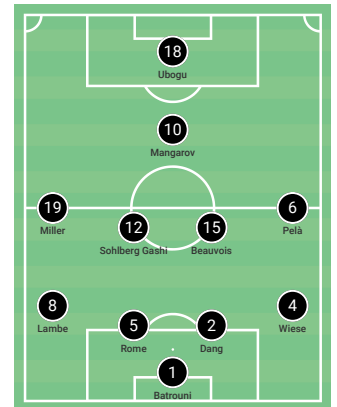 18
Ubogu
10
Mangarov
19
Miller
12
Sohlberg Gashi
15
Beauvois
6
Pelà
8
Lambe
5
Rome
2
Dang
4
Wiese
1
Batrouni